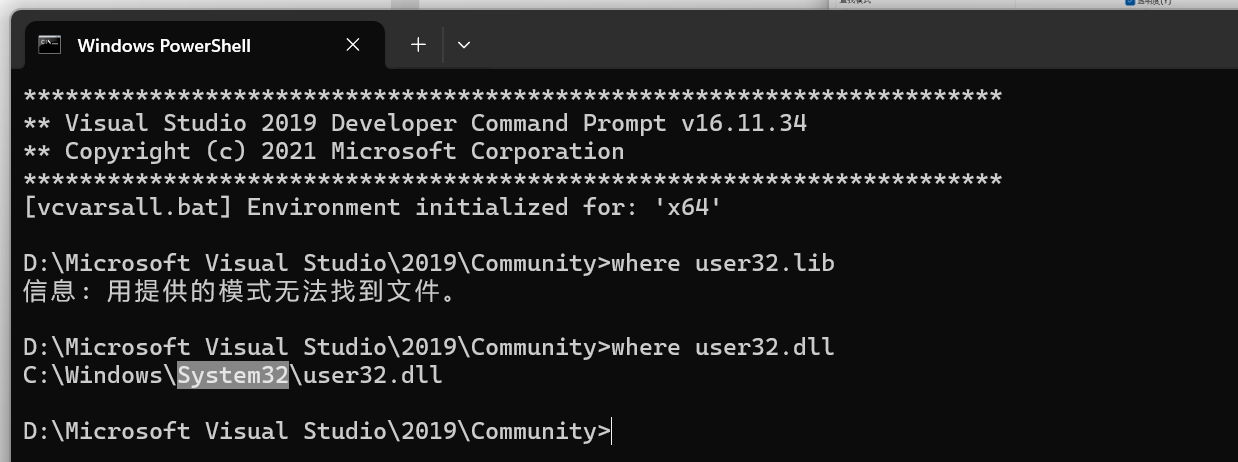 透明度(Y)
Windows PowerShell
**********************************************************************
** Visual Studio 2019 Developer Command Prompt v16.11.34
** Copyright (c) 2021 Microsoft Corporation
**********************************************************************
[vcvarsall.bat] Environment initialized for: 'x64'
D:\Microsoft Visual Studio\2019\Community>where user32.lib
信息: 用提供的模式无法找到文件。
D:\Microsoft Visual Studio\2019\Community>where user32.dll
C:\Windows\System32\user32.dll
D:\Microsoft Visual Studio\2019\Community>